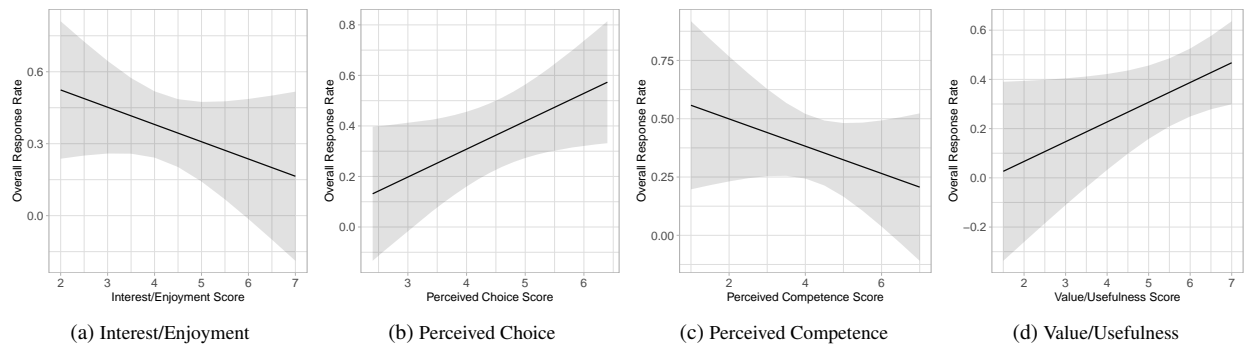 Overall Response Rate
0.6
0.3
0.0
2 3 4 5 6 7
Interest/Enjoyment Score
(a) Interest/Enjoyment
Overall Response Rate
0.8
0.6
0.4
0.2
0.0
3 4 5 6
Perceived Choice Score
(b) Perceived Choice
Overall Response Rate
0.75
0.50
0.25
0.00
2 4 6
Perceived Competence Score
(c) Perceived Competence
Overall Response Rate
0.6
0.4
0.2
0.0
−0.2
2 3 4 5 6 7
Value/Usefulness Score
(d) Value/Usefulness